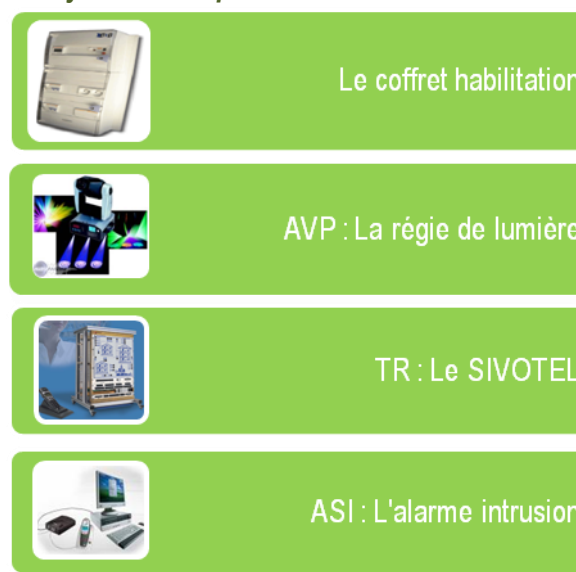 Le coffret habilitation
AVP : La régie de lumière
TR : Le SIVOTEL
ASI : L'alarme intrusion